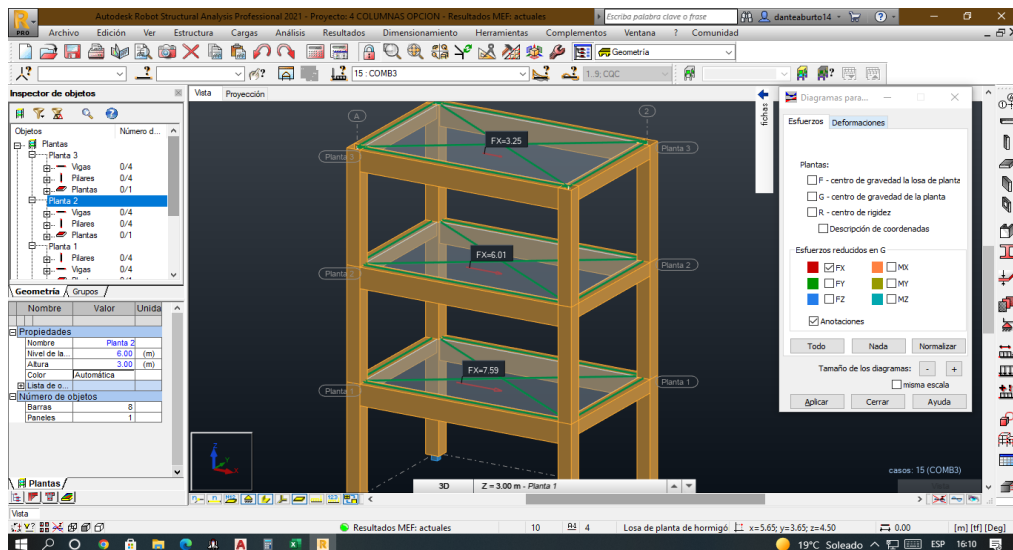 Autodesk Robot Structural Analysis Professional 2021 - Proyecto: 4 COLUMNAS OPCION - Resultados MEF: actuales
Escriba palabra clave o frase
danteaburto14
PRO
Archivo Edición Ver Estructura Cargas Análisis Resultados Dimensionamiento Herramientas Complementos Ventana ? Comunidad
Geometría
15 : COMB3
1..9; CQC
Inspector de objetos
Objetos Número d...
Plantas
Planta 3
Vigas 0/4
Pilares 0/4
Plantas 0/1
Planta 2
Vigas 0/4
Pilares 0/4
Plantas 0/1
Planta 1
Pilares 0/4
Vigas 0/4
Geometría Grupos
Nombre Valor Unida
Propiedades
Nombre Planta 2
Nivel de la... 6.00 (m)
Altura 3.00 (m)
Color Automática
Lista de o...
Número de objetos
Barras 8
Paneles 1
Plantas
Vista
Vista Proyección
fichas
A
2
Planta 3
FX=3.25
Planta 3
Planta 2
FX=6.01
Planta 2
Planta 1
FX=7.59
Planta 1
z
y
x
casos: 15 (COMB3)
Vista
3D Z = 3.00 m - Planta 1
Diagramas para...
Esfuerzos Deformaciones
Plantas:
F - centro de gravedad la losa de planta
G - centro de gravedad de la planta
R - centro de rigidez
Descripción de coordenadas
Esfuerzos reducidos en G
FX MX
FY MY
FZ MZ
Anotaciones
Todo Nada Normalizar
Tamaño de los diagramas: - +
misma escala
Aplicar Cerrar Ayuda
Resultados MEF: actuales 10 4 Losa de planta de hormigó x=5.65; y=3.65; z=4.50 0.00 [m] [tf] [Deg]
19°C Soleado ESP 16:10